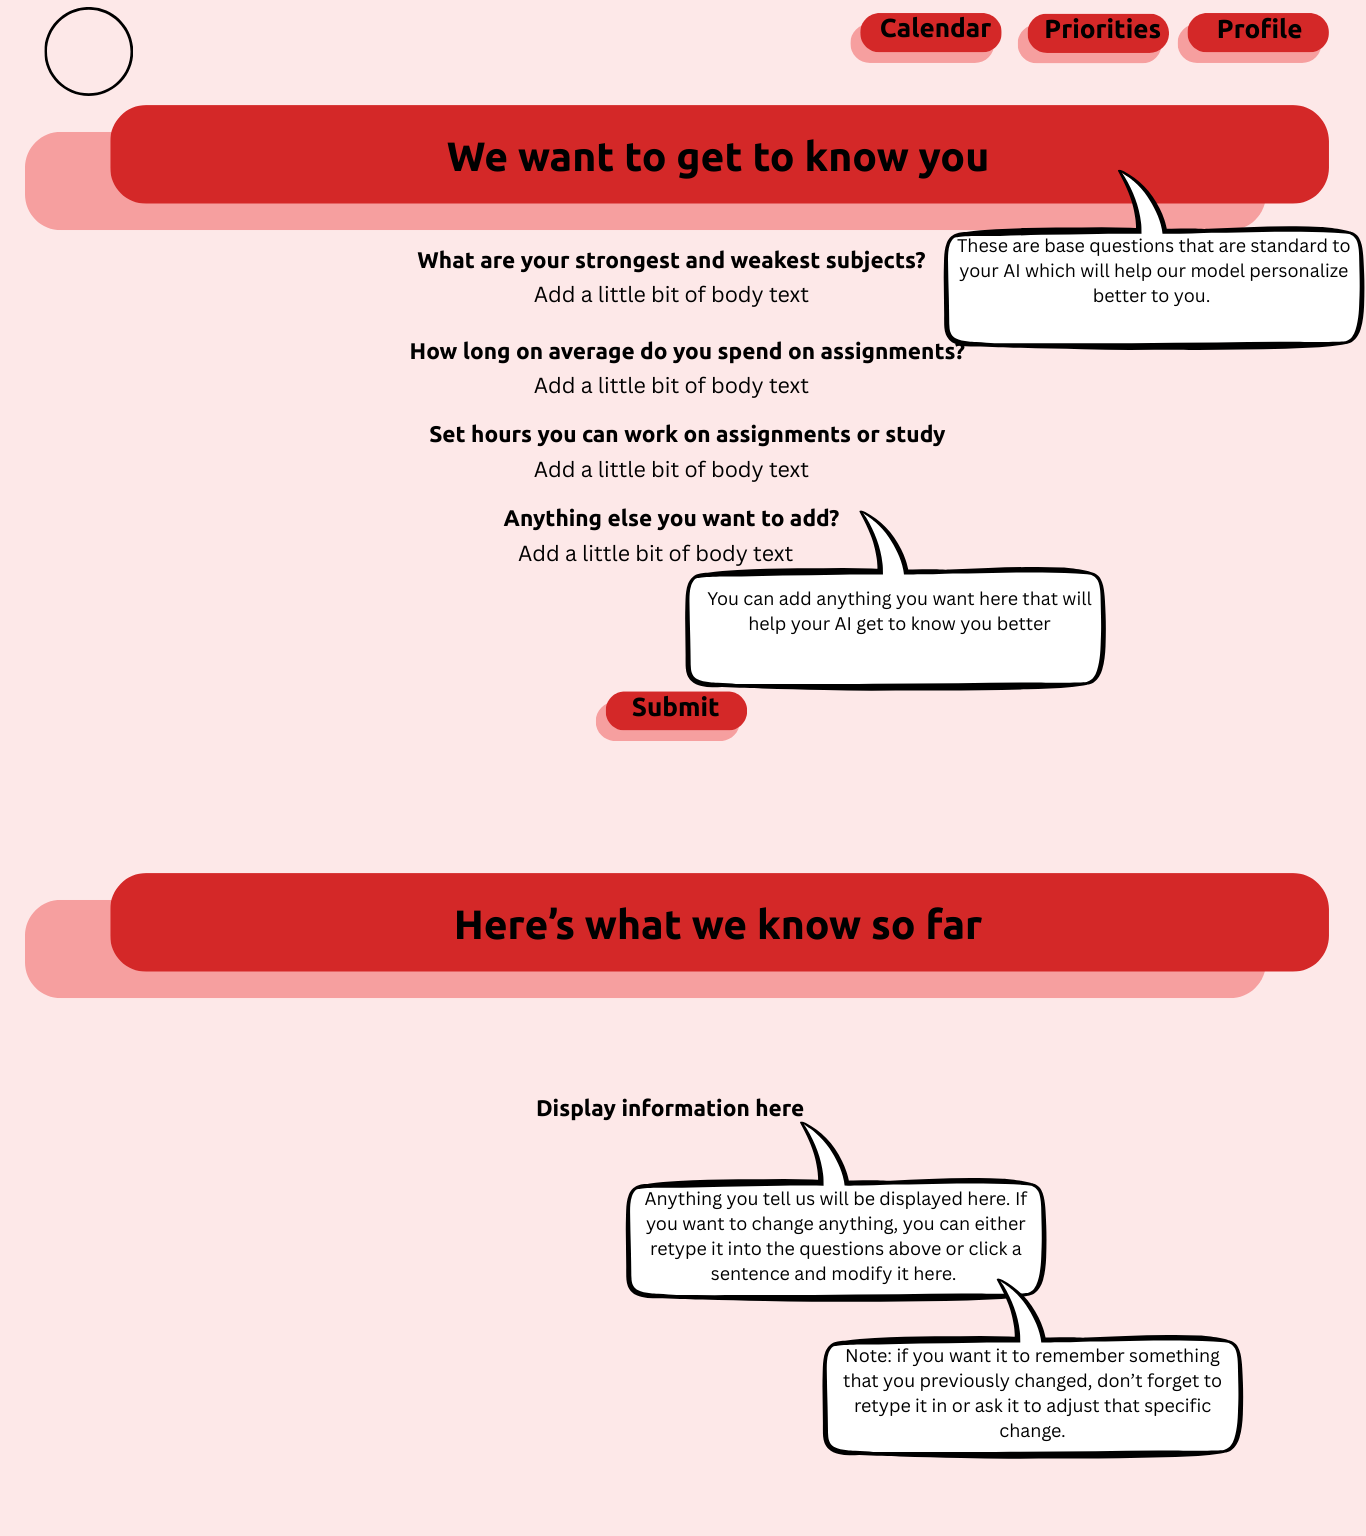 Calendar
Priorities
Profile
We want to get to know you
These are base questions that are standard to
your AI which will help our model personalize
better to you.
What are your strongest and weakest subjects?
Add a little bit of body text
How long on average do you spend on assignments?
Add a little bit of body text
Set hours you can work on assignments or study
Add a little bit of body text
Anything else you want to add?
Add a little bit of body text
You can add anything you want here that will
help your AI get to know you better
Submit
Here’s what we know so far
Display information here
Anything you tell us will be displayed here. If
you want to change anything, you can either
retype it into the questions above or click a
sentence and modify it here.
Note: if you want it to remember something
that you previously changed, don’t forget to
retype it in or ask it to adjust that specific
change.